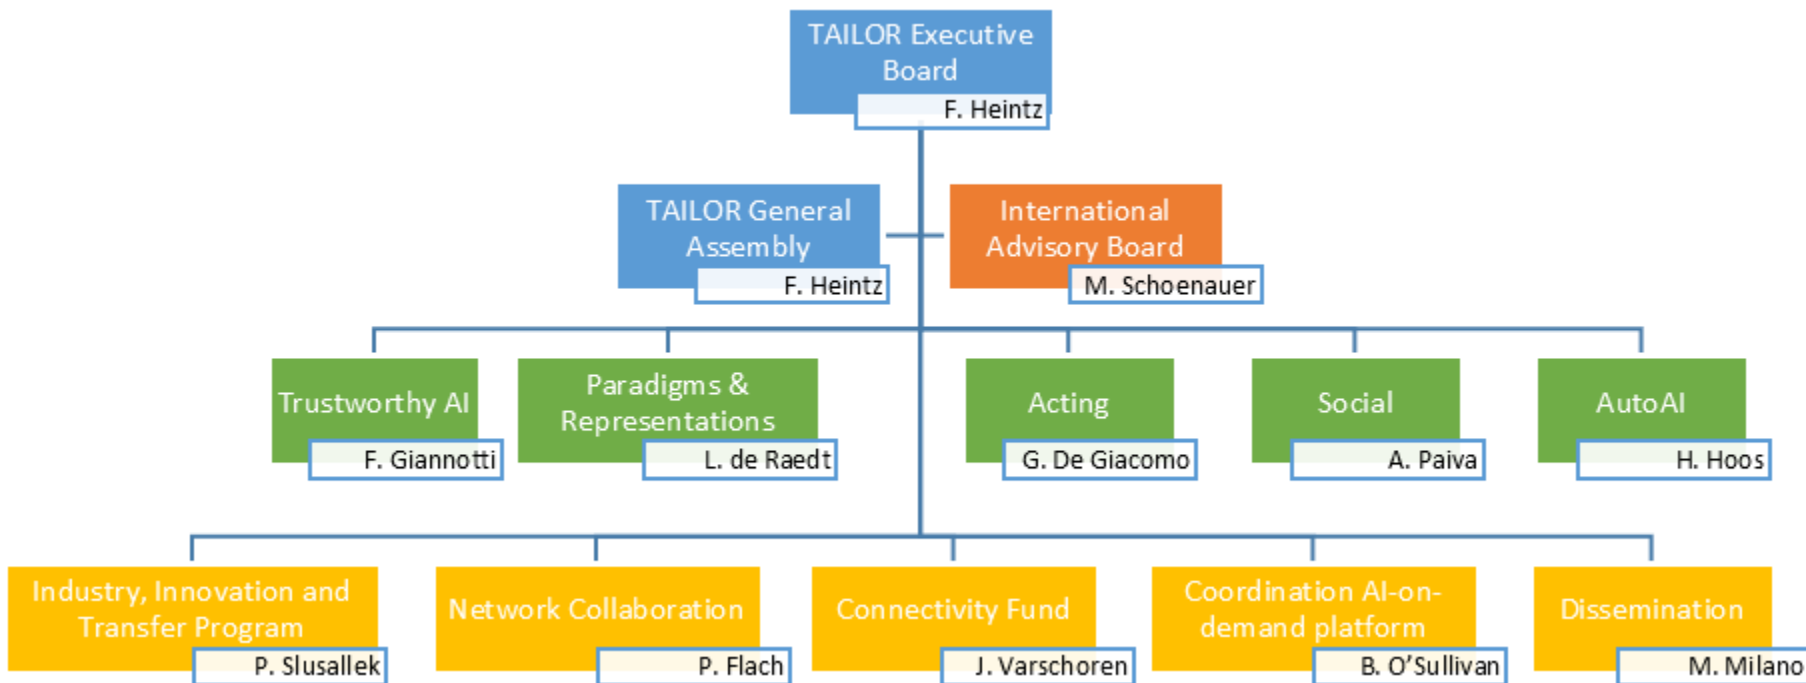 TAILOR Executive
Board
F. Heintz
TAILOR General
Assembly
F. Heintz
International
Advisory Board
M. Schoenauer
Trustworthy AI
F. Giannotti
Paradigms &
Representations
L. de Raedt
Acting
G. De Giacomo
Social
A. Paiva
AutoAI
H. Hoos
Industry, Innovation and
Transfer Program
P. Slusallek
Network Collaboration
P. Flach
Connectivity Fund
J. Varschoren
Coordination AI-on-
demand platform
B. O'Sullivan
Dissemination
M. Milano